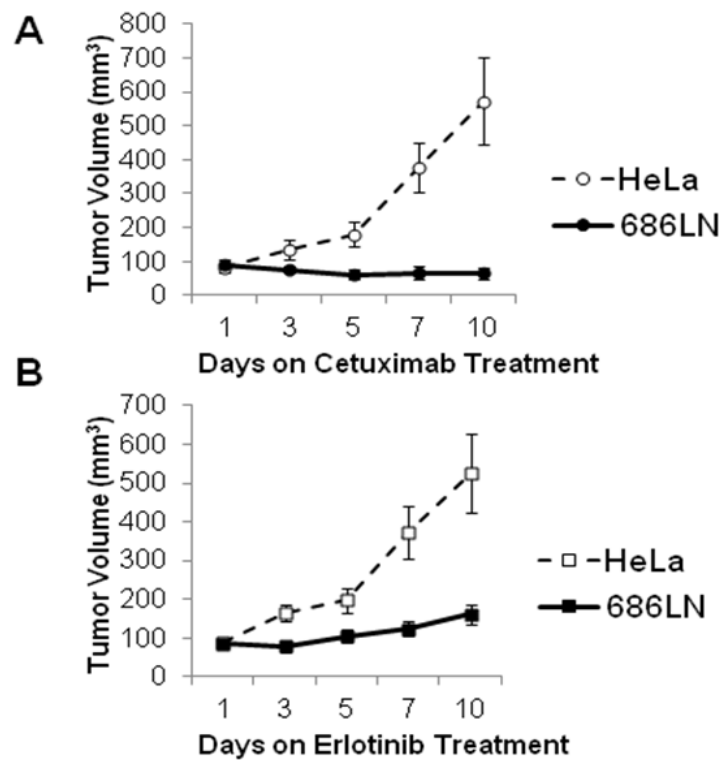 A
Tumor Volume (mm³)
800
700
600
500
400
300
200
100
0
1 3 5 7 10
Days on Cetuximab Treatment
HeLa
686LN
B
Tumor Volume (mm³)
700
600
500
400
300
200
100
0
1 3 5 7 10
Days on Erlotinib Treatment
HeLa
686LN